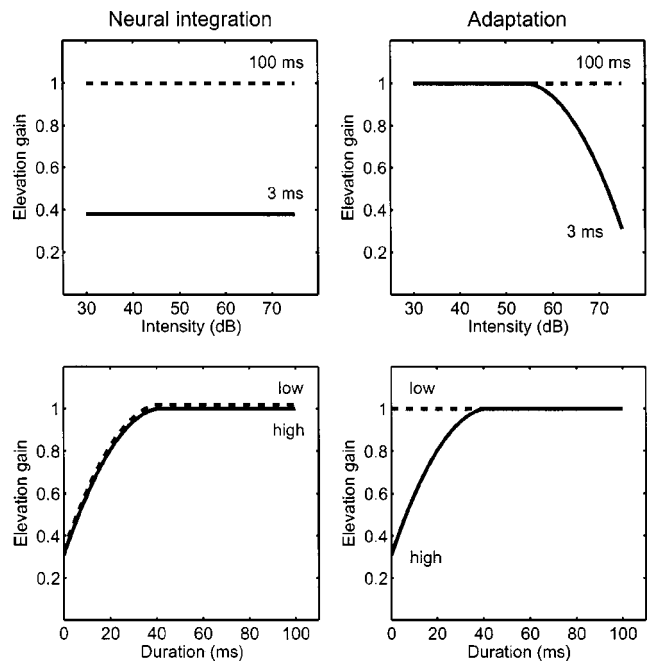 Neural integration
Adaptation
100 ms
100 ms
1
0.8
0.6
0.4
0.2
Elevation gain
3 ms
30 40 50 60 70
Intensity (dB)
1
0.8
0.6
0.4
0.2
Elevation gain
3 ms
30 40 50 60 70
Intensity (dB)
low
high
1
0.8
0.6
0.4
0.2
Elevation gain
0 20 40 60 80 100
Duration (ms)
low
high
1
0.8
0.6
0.4
0.2
Elevation gain
0 20 40 60 80 100
Duration (ms)